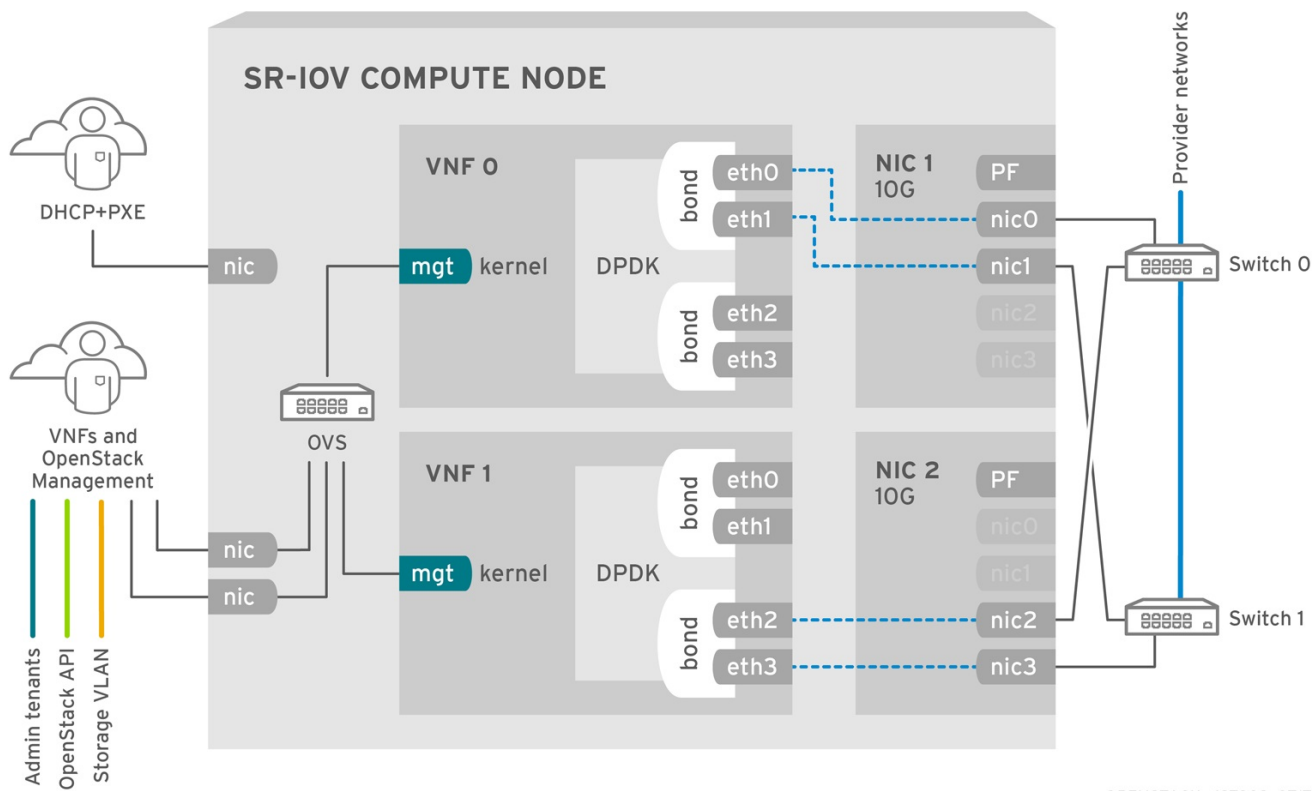 SR-IOV COMPUTE NODE
DHCP+PXE
nic
VNFs and
OpenStack
Management
nic
nic
Admin tenants
OpenStack API
Storage VLAN
OVS
VNF 0
mgt kernel
DPDK
bond
eth0
eth1
bond
eth2
eth3
VNF 1
mgt kernel
DPDK
bond
eth0
eth1
bond
eth2
eth3
NIC 1
10G
PF
nic0
nic1
nic2
nic3
NIC 2
10G
PF
nic0
nic1
nic2
nic3
Provider networks
Switch 0
Switch 1